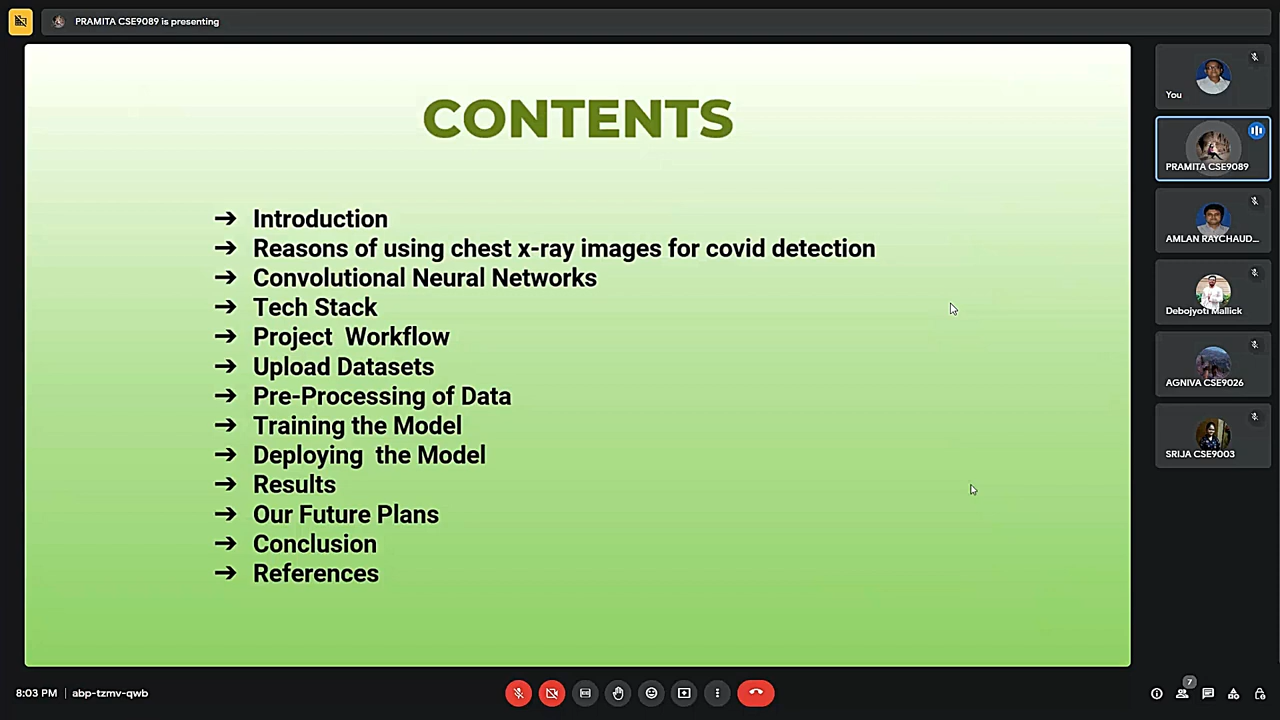 PRAMITA CSE9089 is presenting
CONTENTS
➔ Introduction
➔ Reasons of using chest x-ray images for covid detection
➔ Convolutional Neural Networks
➔ Tech Stack
➔ Project  Workflow
➔ Upload Datasets
➔ Pre-Processing of Data
➔ Training the Model
➔ Deploying  the Model
➔ Results
➔ Our Future Plans
➔ Conclusion
➔ References
You
PRAMITA CSE9089
AMLAN RAYCHAUD...
Debojyoti Mallick
AGNIVA CSE9026
SRIJA CSE9003
8:03 PM | abp-tzmv-qwb
7